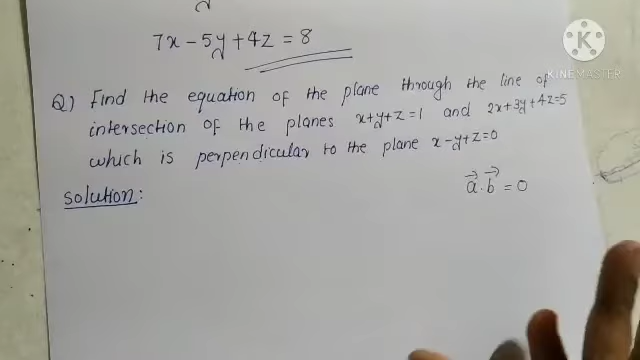 7x - 5y + 4z = 8
KINEMASTER
Q) Find the equation of the plane through the line of
intersection of the planes x+y+z=1 and 2x+3y+4z=5
which is perpendicular to the plane x-y+z=0
solution:
a⃗ . b⃗ = 0